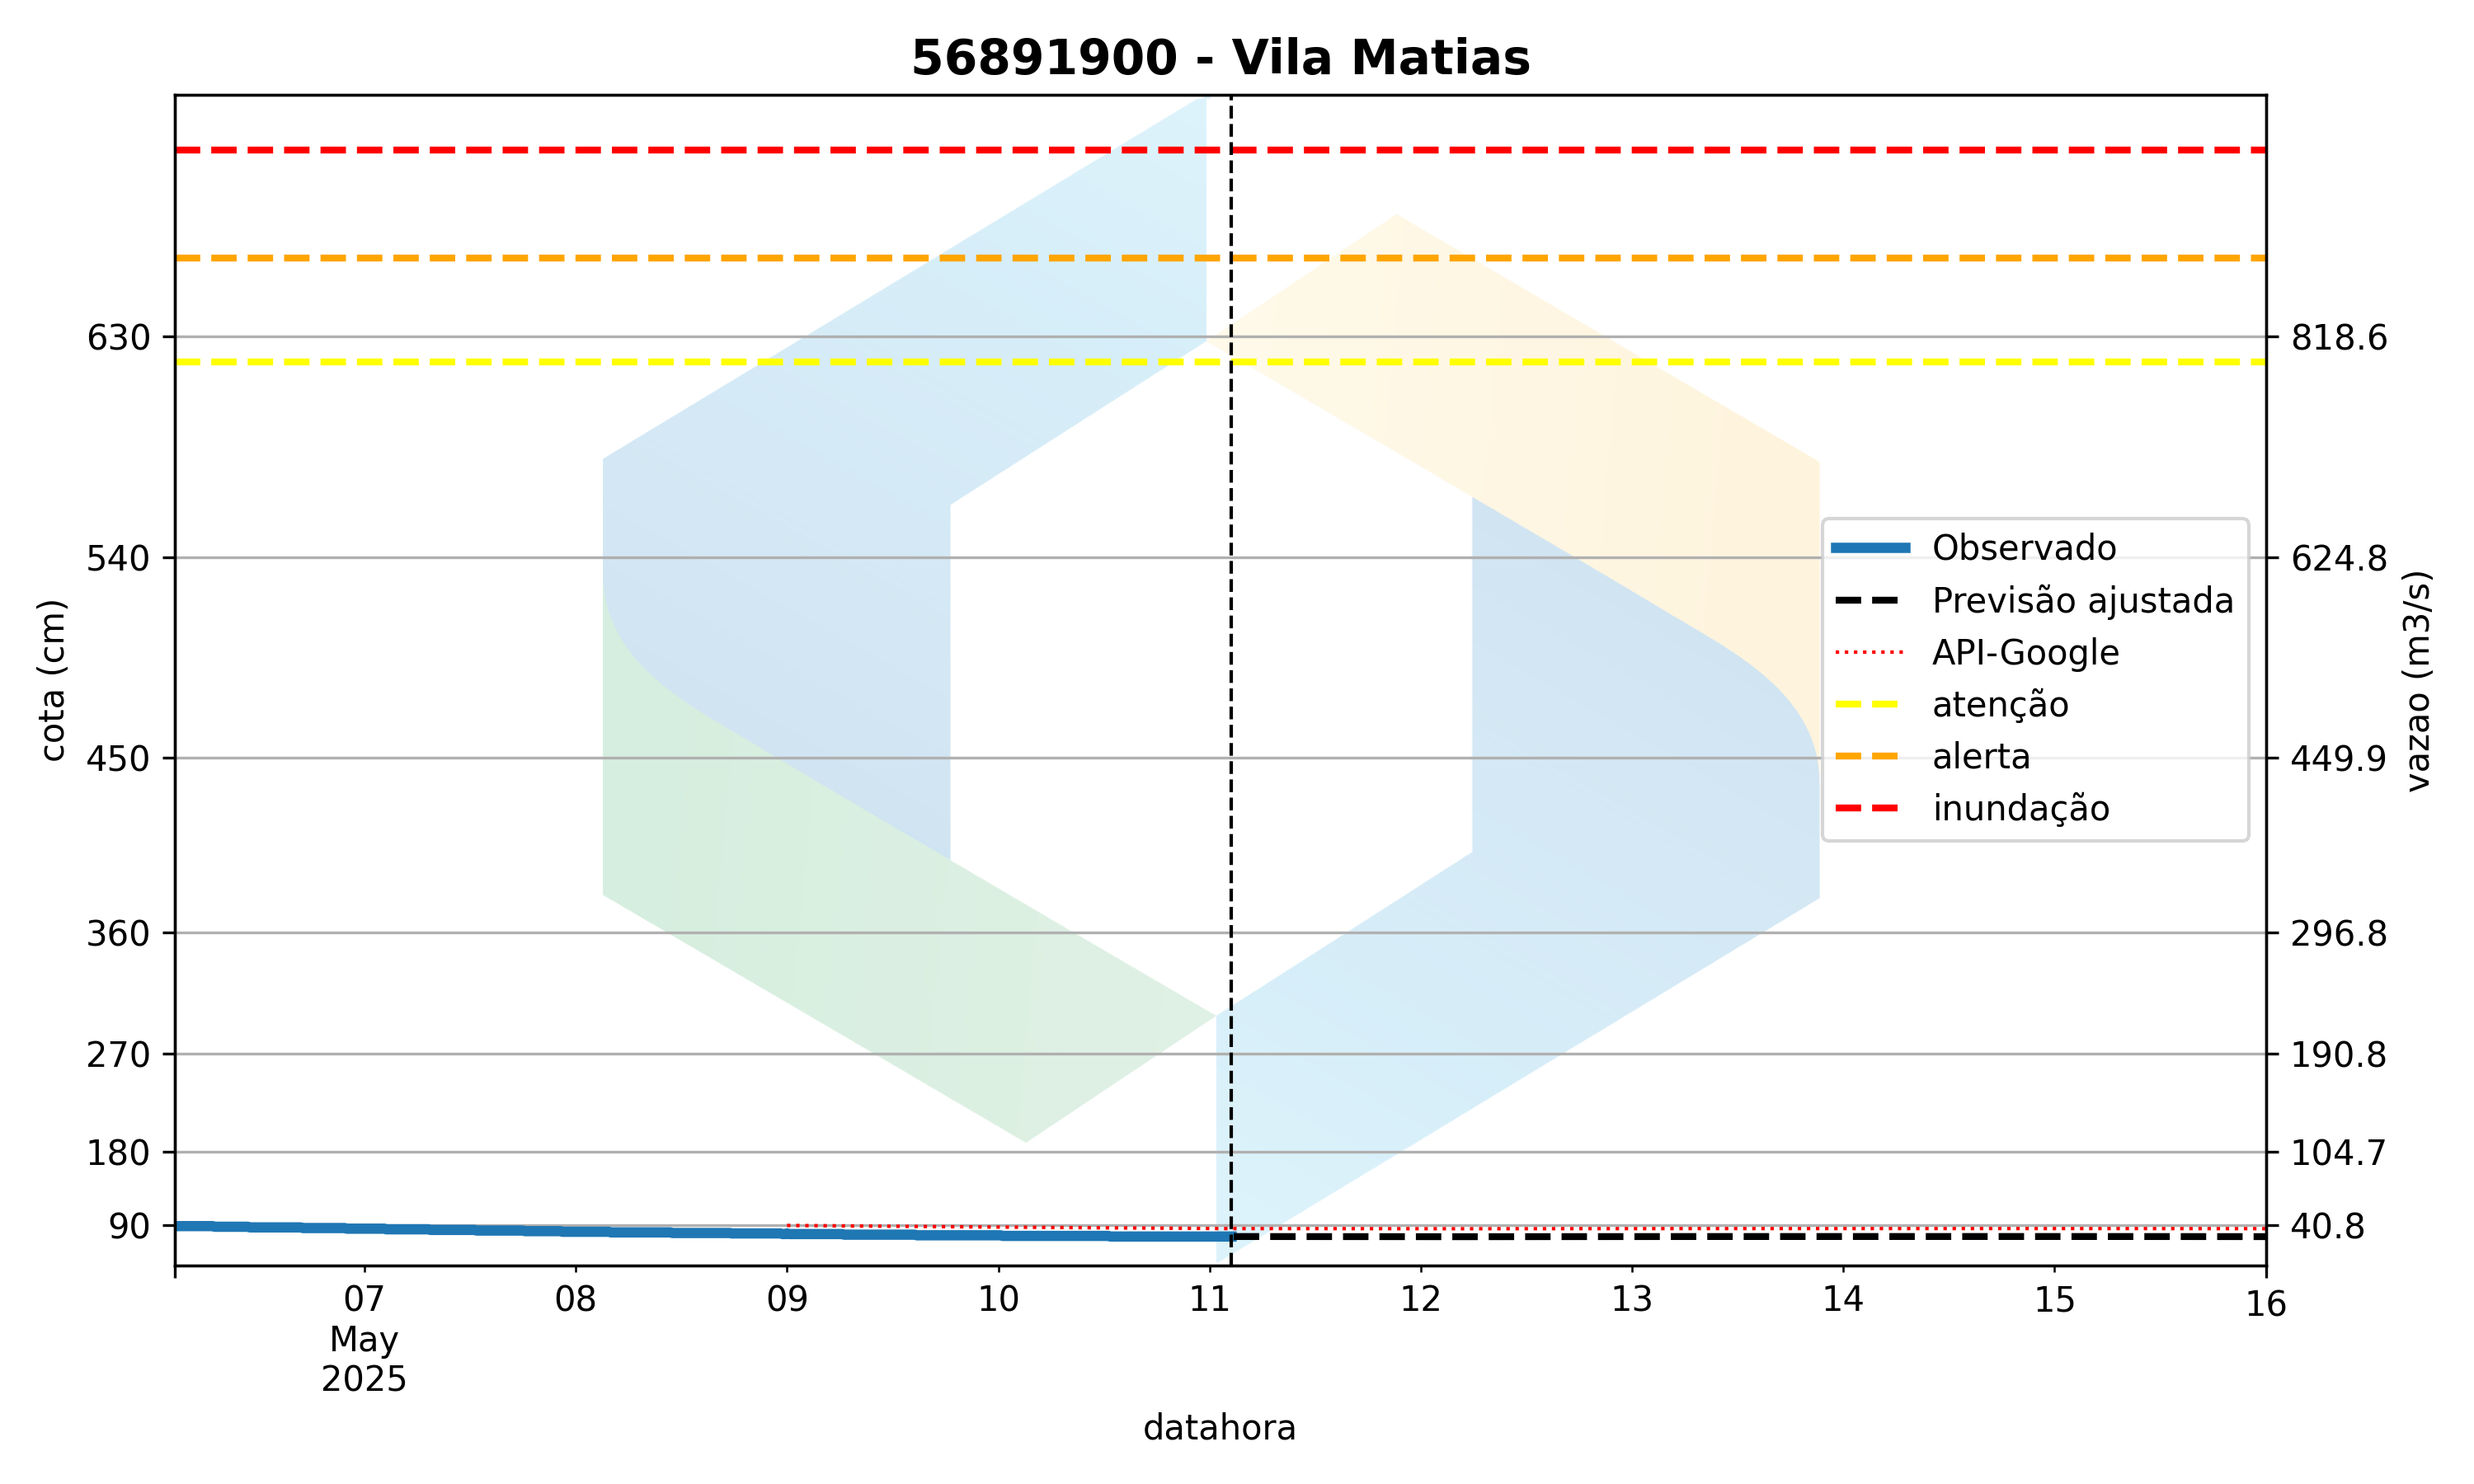 56891900 - Vila Matias
cota (cm)
630
540
450
360
270
180
90
818.6
624.8
449.9
296.8
190.8
104.7
40.8
vazao (m3/s)
Observado
Previsão ajustada
API-Google
atenção
alerta
inundação
07 08 09 10 11 12 13 14 15 16
May
2025
datahora